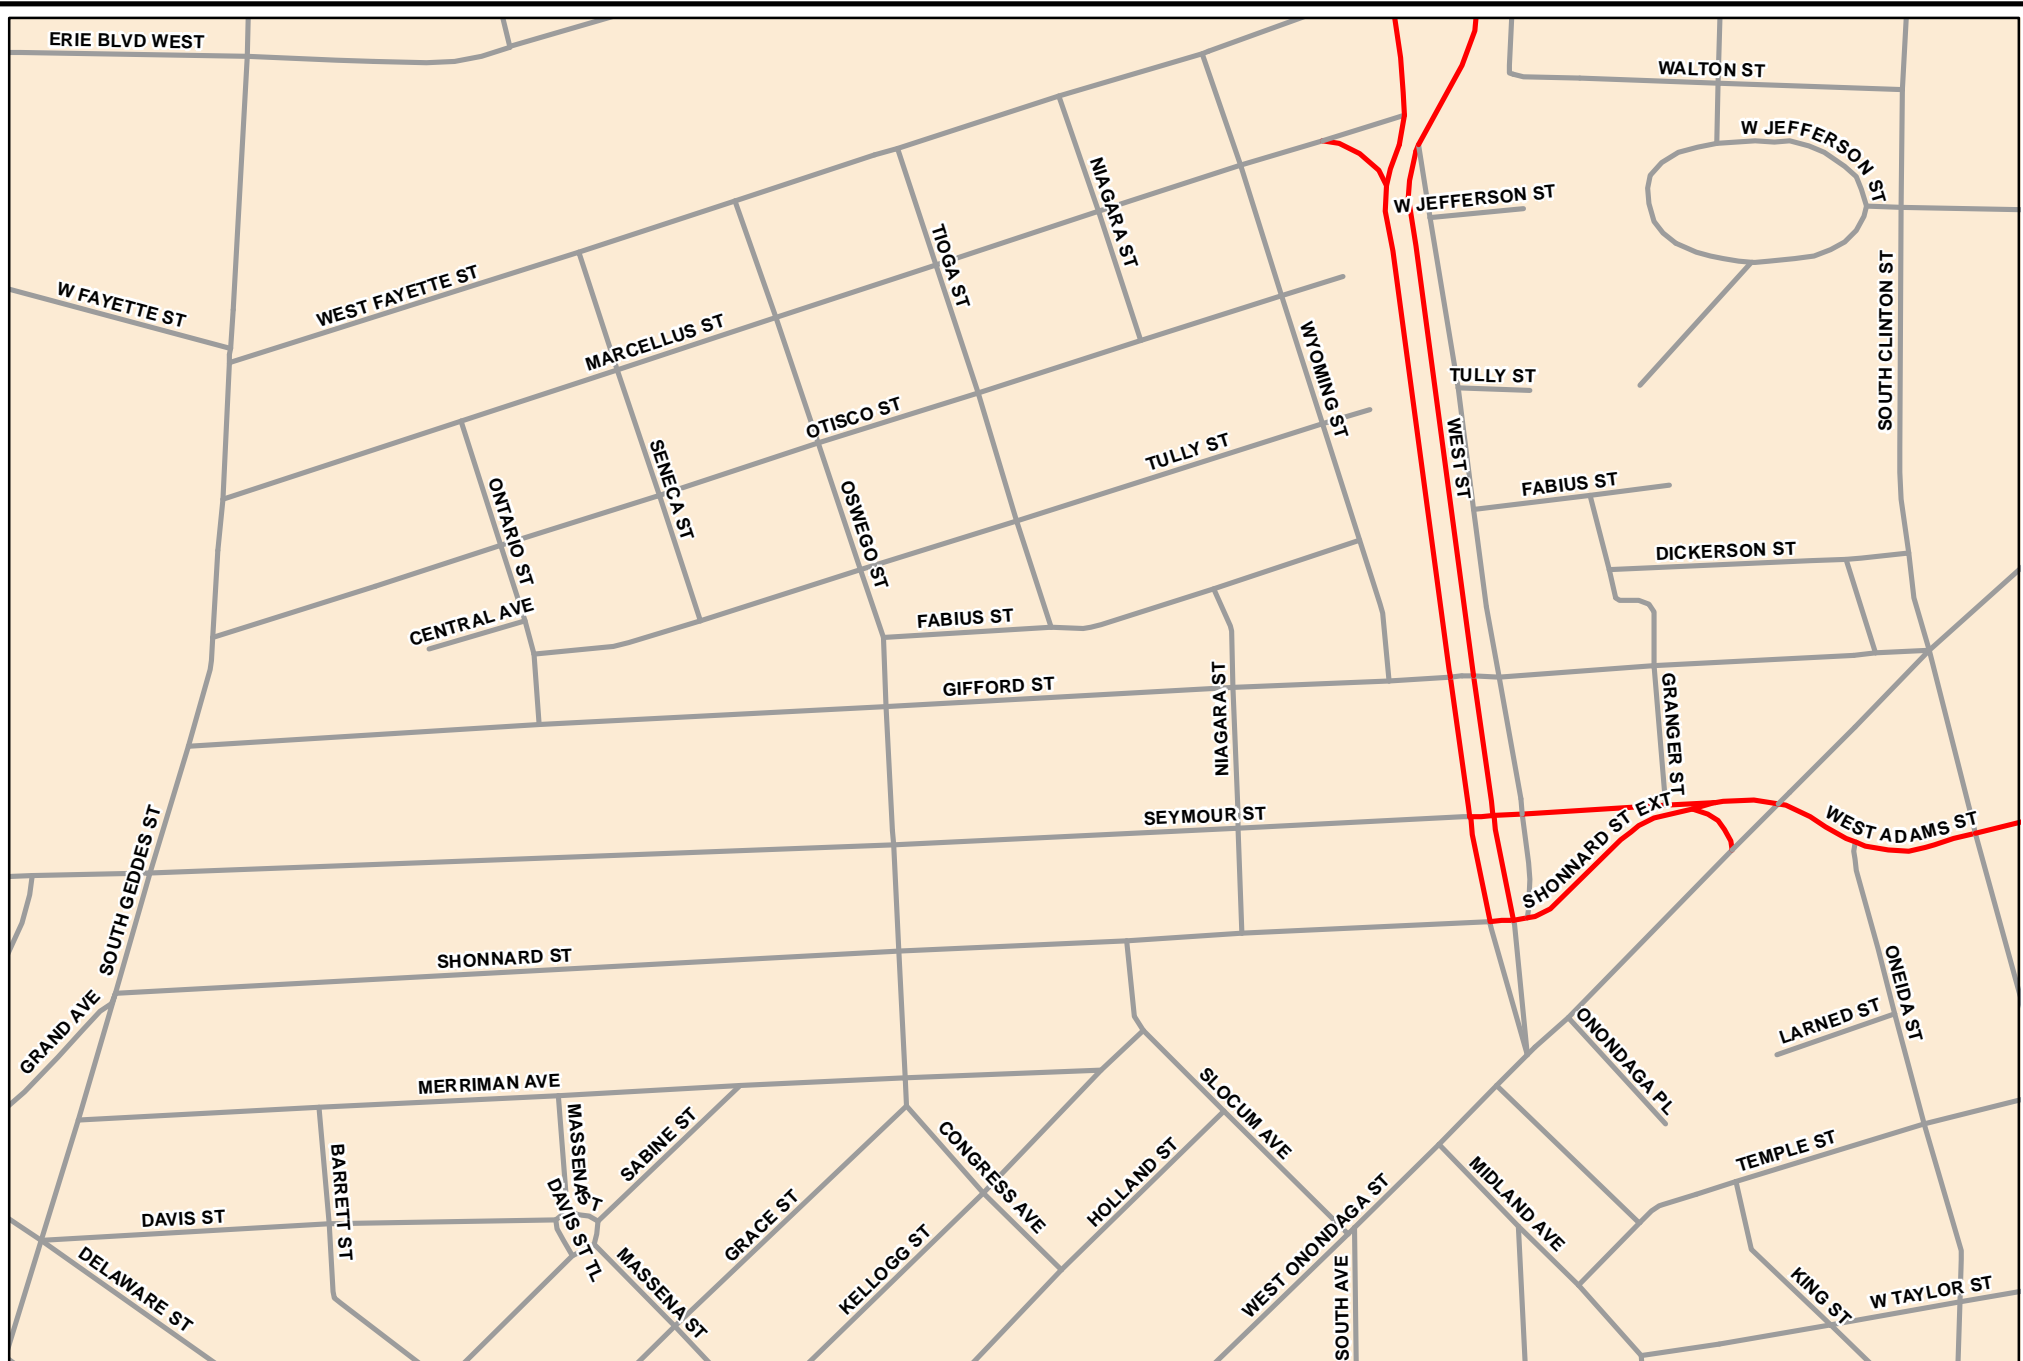 ERIE BLVD WEST
WALTON ST
W JEFFERSON ST
NIAGARA ST
W JEFFERSON ST
TIOGA ST
W FAYETTE ST
WEST FAYETTE ST
SOUTH CLINTON ST
MARCELLUS ST
WYOMING ST
TULLY ST
OTISCO ST
WEST ST
TULLY ST
SENECA ST
ONTARIO ST
OSWEGO ST
FABIUS ST
DICKERSON ST
CENTRAL AVE
FABIUS ST
GIFFORD ST
NIAGARA ST
GRANGER ST
SEYMOUR ST
SHONNARD ST EXT
WEST ADAMS ST
SOUTH GEDDES ST
SHONNARD ST
ONEIDA ST
GRAND AVE
LARNED ST
ONONDAGA PL
MERRIMAN AVE
MASSENA ST
SABINE ST
SLOCUM AVE
BARRETT ST
CONGRESS AVE
HOLLAND ST
TEMPLE ST
MIDLAND AVE
DAVIS ST
DAVIS ST TL
GRACE ST
KELLOGG ST
WEST ONONDAGA ST
DELAWARE ST
MASSENA ST
SOUTH AVE
KING ST
W TAYLOR ST